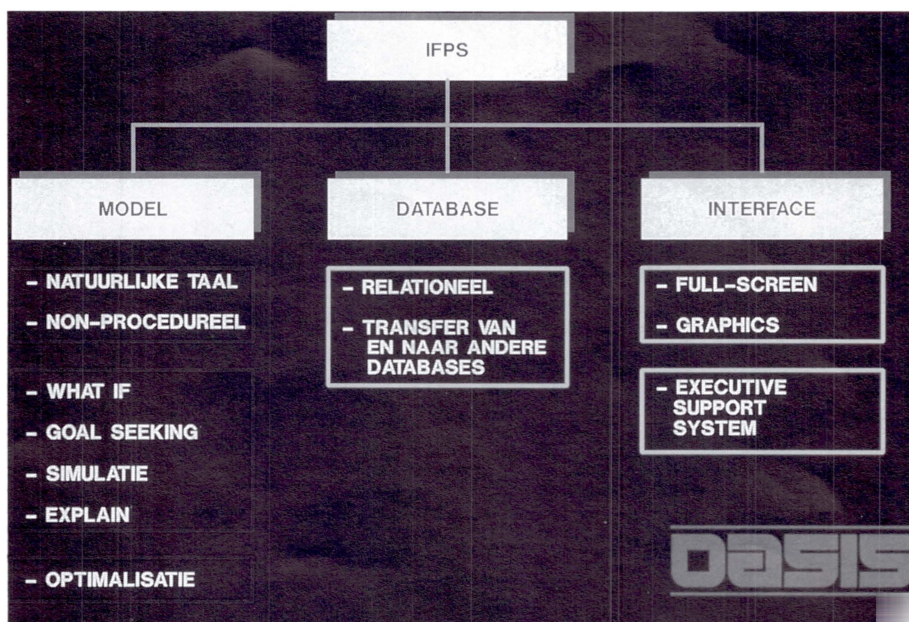 IFPS
MODEL
– NATUURLIJKE TAAL
– NON–PROCEDUREEL
– WHAT IF
– GOAL SEEKING
– SIMULATIE
– EXPLAIN
– OPTIMALISATIE
DATABASE
– RELATIONEEL
– TRANSFER VAN
EN NAAR ANDERE
DATABASES
INTERFACE
– FULL–SCREEN
– GRAPHICS
– EXECUTIVE
SUPPORT
SYSTEM
Oasis